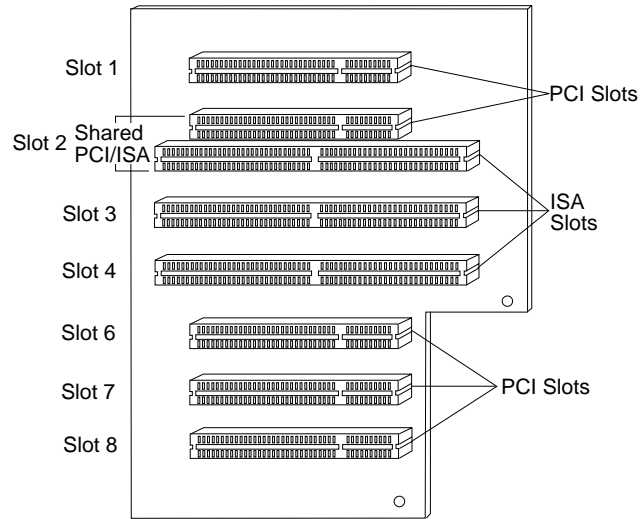 Slot 1
PCI Slots
Slot 2
Shared
PCI/ISA
Slot 3
ISA
Slots
Slot 4
Slot 6
Slot 7
PCI Slots
Slot 8